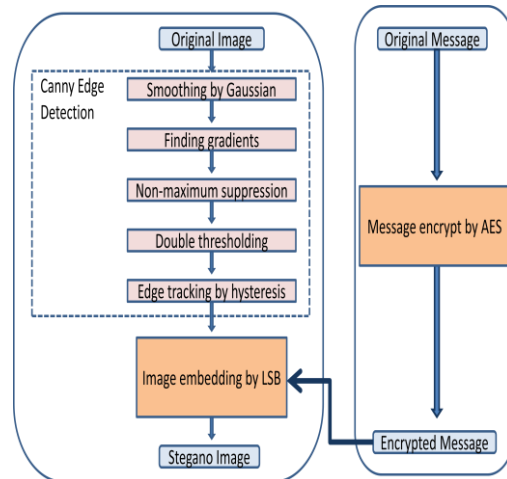 Original Image
Canny Edge
Detection
Smoothing by Gaussian
Finding gradients
Non-maximum suppression
Double thresholding
Edge tracking by hysteresis
Image embedding by LSB
Stegano Image
Original Message
Message encrypt by AES
Encrypted Message